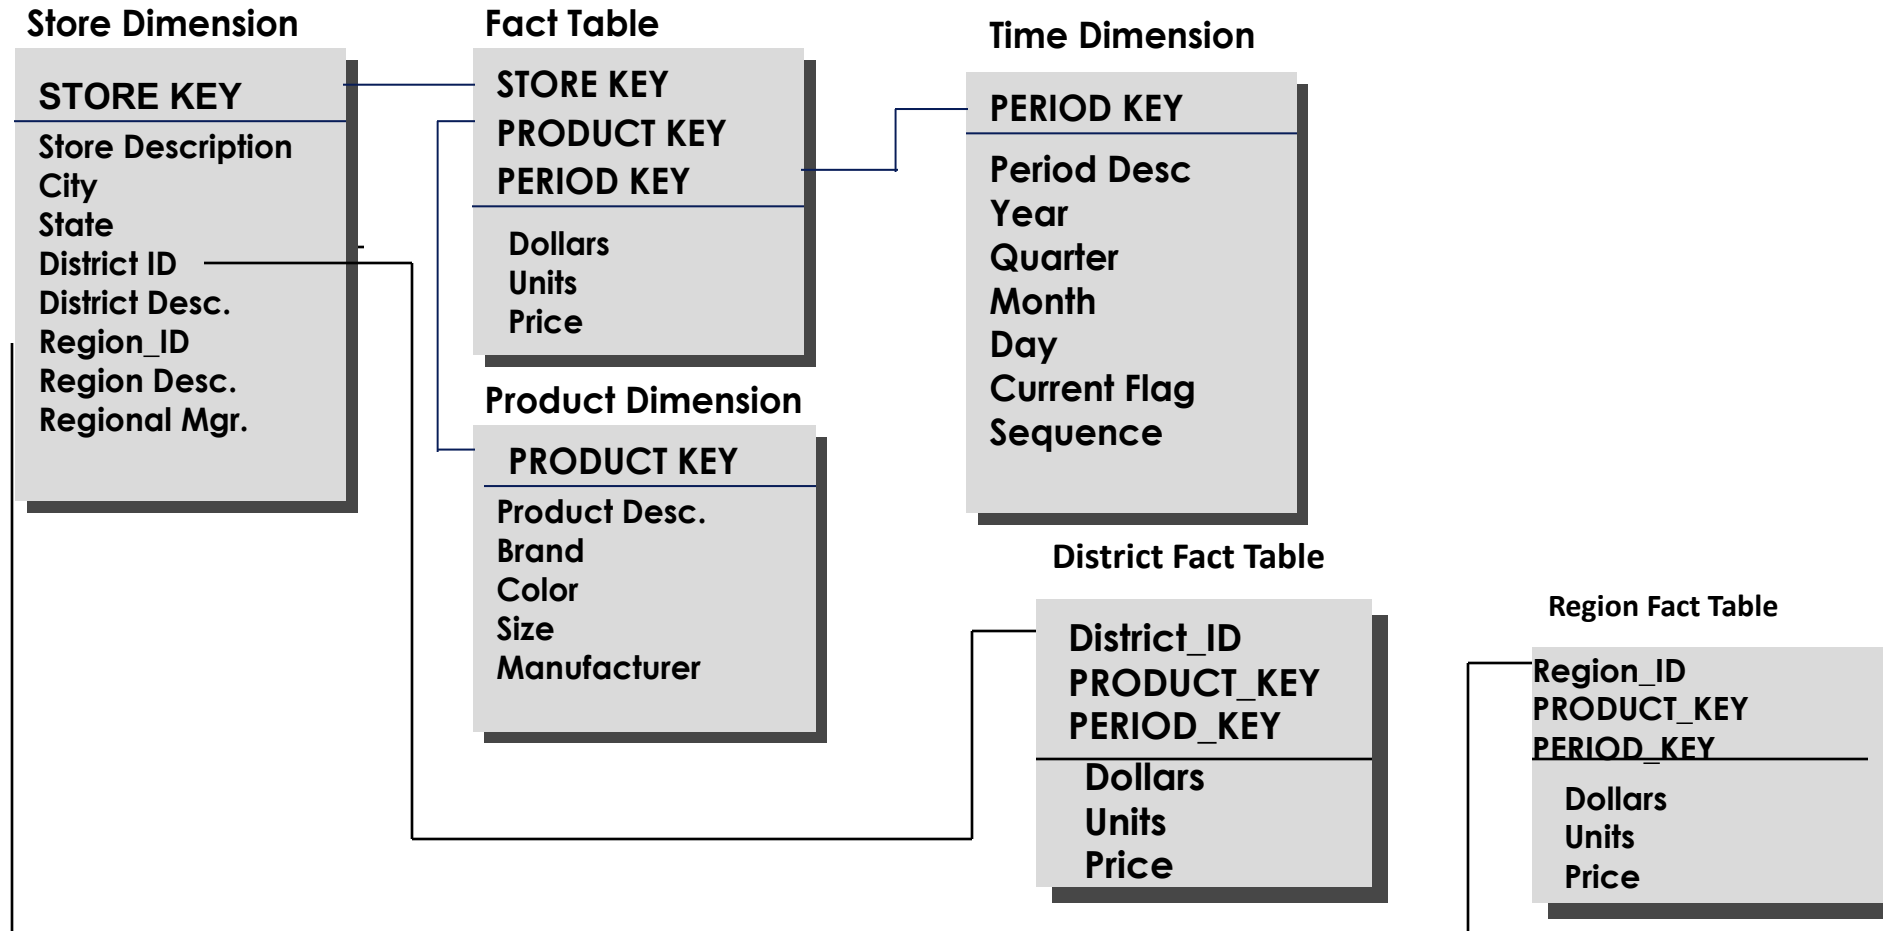 Store Dimension
STORE KEY
Store Description
City
State
District ID
District Desc.
Region_ID
Region Desc.
Regional Mgr.
Fact Table
STORE KEY
PRODUCT KEY
PERIOD KEY
Dollars
Units
Price
Product Dimension
PRODUCT KEY
Product Desc.
Brand
Color
Size
Manufacturer
Time Dimension
PERIOD KEY
Period Desc
Year
Quarter
Month
Day
Current Flag
Sequence
District Fact Table
District_ID
PRODUCT_KEY
PERIOD_KEY
Dollars
Units
Price
Region Fact Table
Region_ID
PRODUCT_KEY
PERIOD_KEY
Dollars
Units
Price